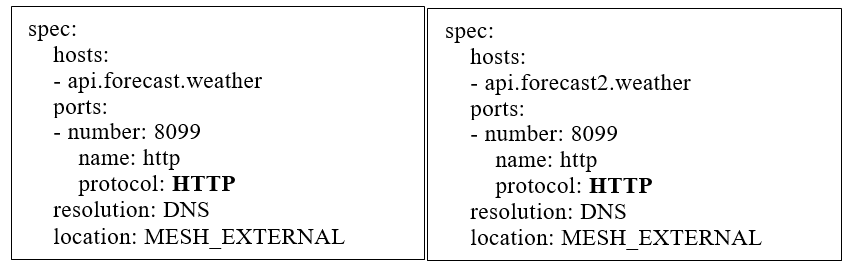 spec:
hosts:
- api.forecast.weather
ports:
- number: 8099
name: http
protocol: HTTP
resolution: DNS
location: MESH_EXTERNAL
spec:
hosts:
- api.forecast2.weather
ports:
- number: 8099
name: http
protocol: HTTP
resolution: DNS
location: MESH_EXTERNAL